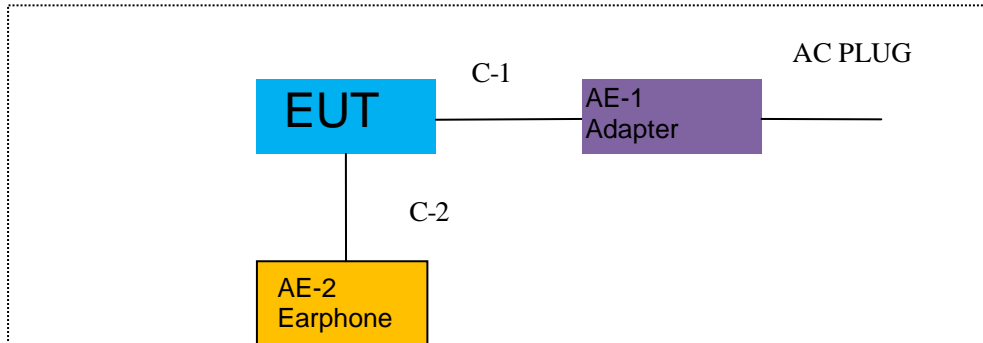 AC PLUG
C-1
EUT
AE-1
Adapter
C-2
AE-2
Earphone